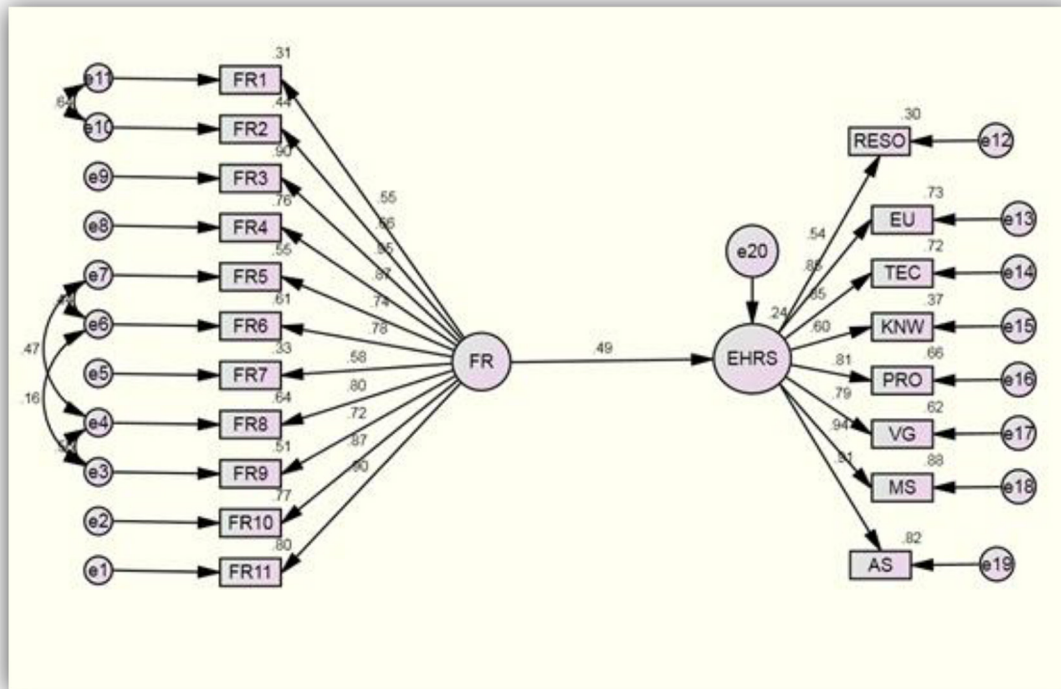 .31
e11 FR1
.44
e10 FR2
.90
e9 FR3
.76
e8 FR4
.55
e7 FR5
.61
e6 FR6
.33
e5 FR7
.64
e4 FR8
.51
e3 FR9
.77
e2 FR10
.80
e1 FR11
.47
.16
.55
.66
.95
.87
.74
.78
.58
.80
.72
.87
.90
FR
.49
e20
.24
EHRS
.54
.85
.85
.60
.81
.79
.94
.91
.30
RESO e12
.73
EU e13
.72
TEC e14
.37
KNW e15
.66
PRO e16
.62
VG e17
.88
MS e18
.82
AS e19